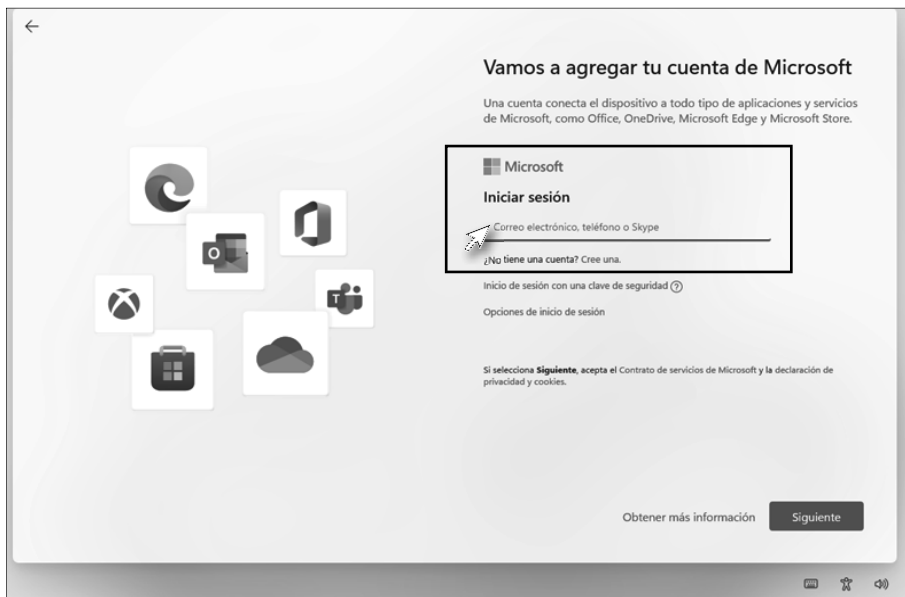 Vamos a agregar tu cuenta de Microsoft
Una cuenta conecta el dispositivo a todo tipo de aplicaciones y servicios
de Microsoft, como Office, OneDrive, Microsoft Edge y Microsoft Store.
Microsoft
Iniciar sesión
Correo electrónico, teléfono o Skype
¿No tiene una cuenta? Cree una.
Inicio de sesión con una clave de seguridad
Opciones de inicio de sesión
Si selecciona Siguiente, acepta el Contrato de servicios de Microsoft y la declaración de
privacidad y cookies.
Obtener más información Siguiente